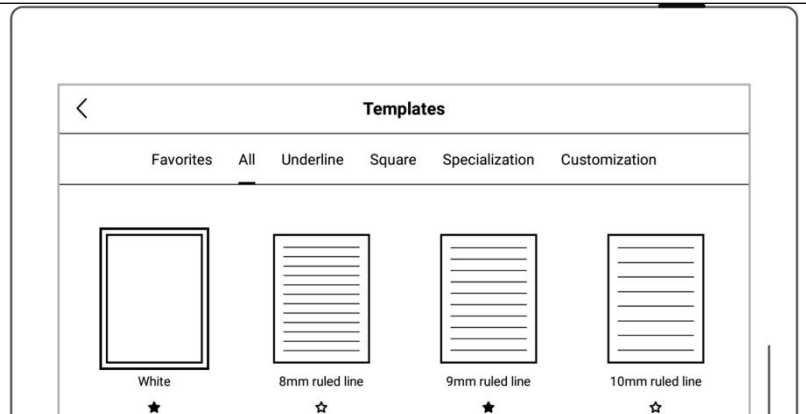 Templates
Favorites All Underline Square Specialization Customization
White 8mm ruled line 9mm ruled line 10mm ruled line